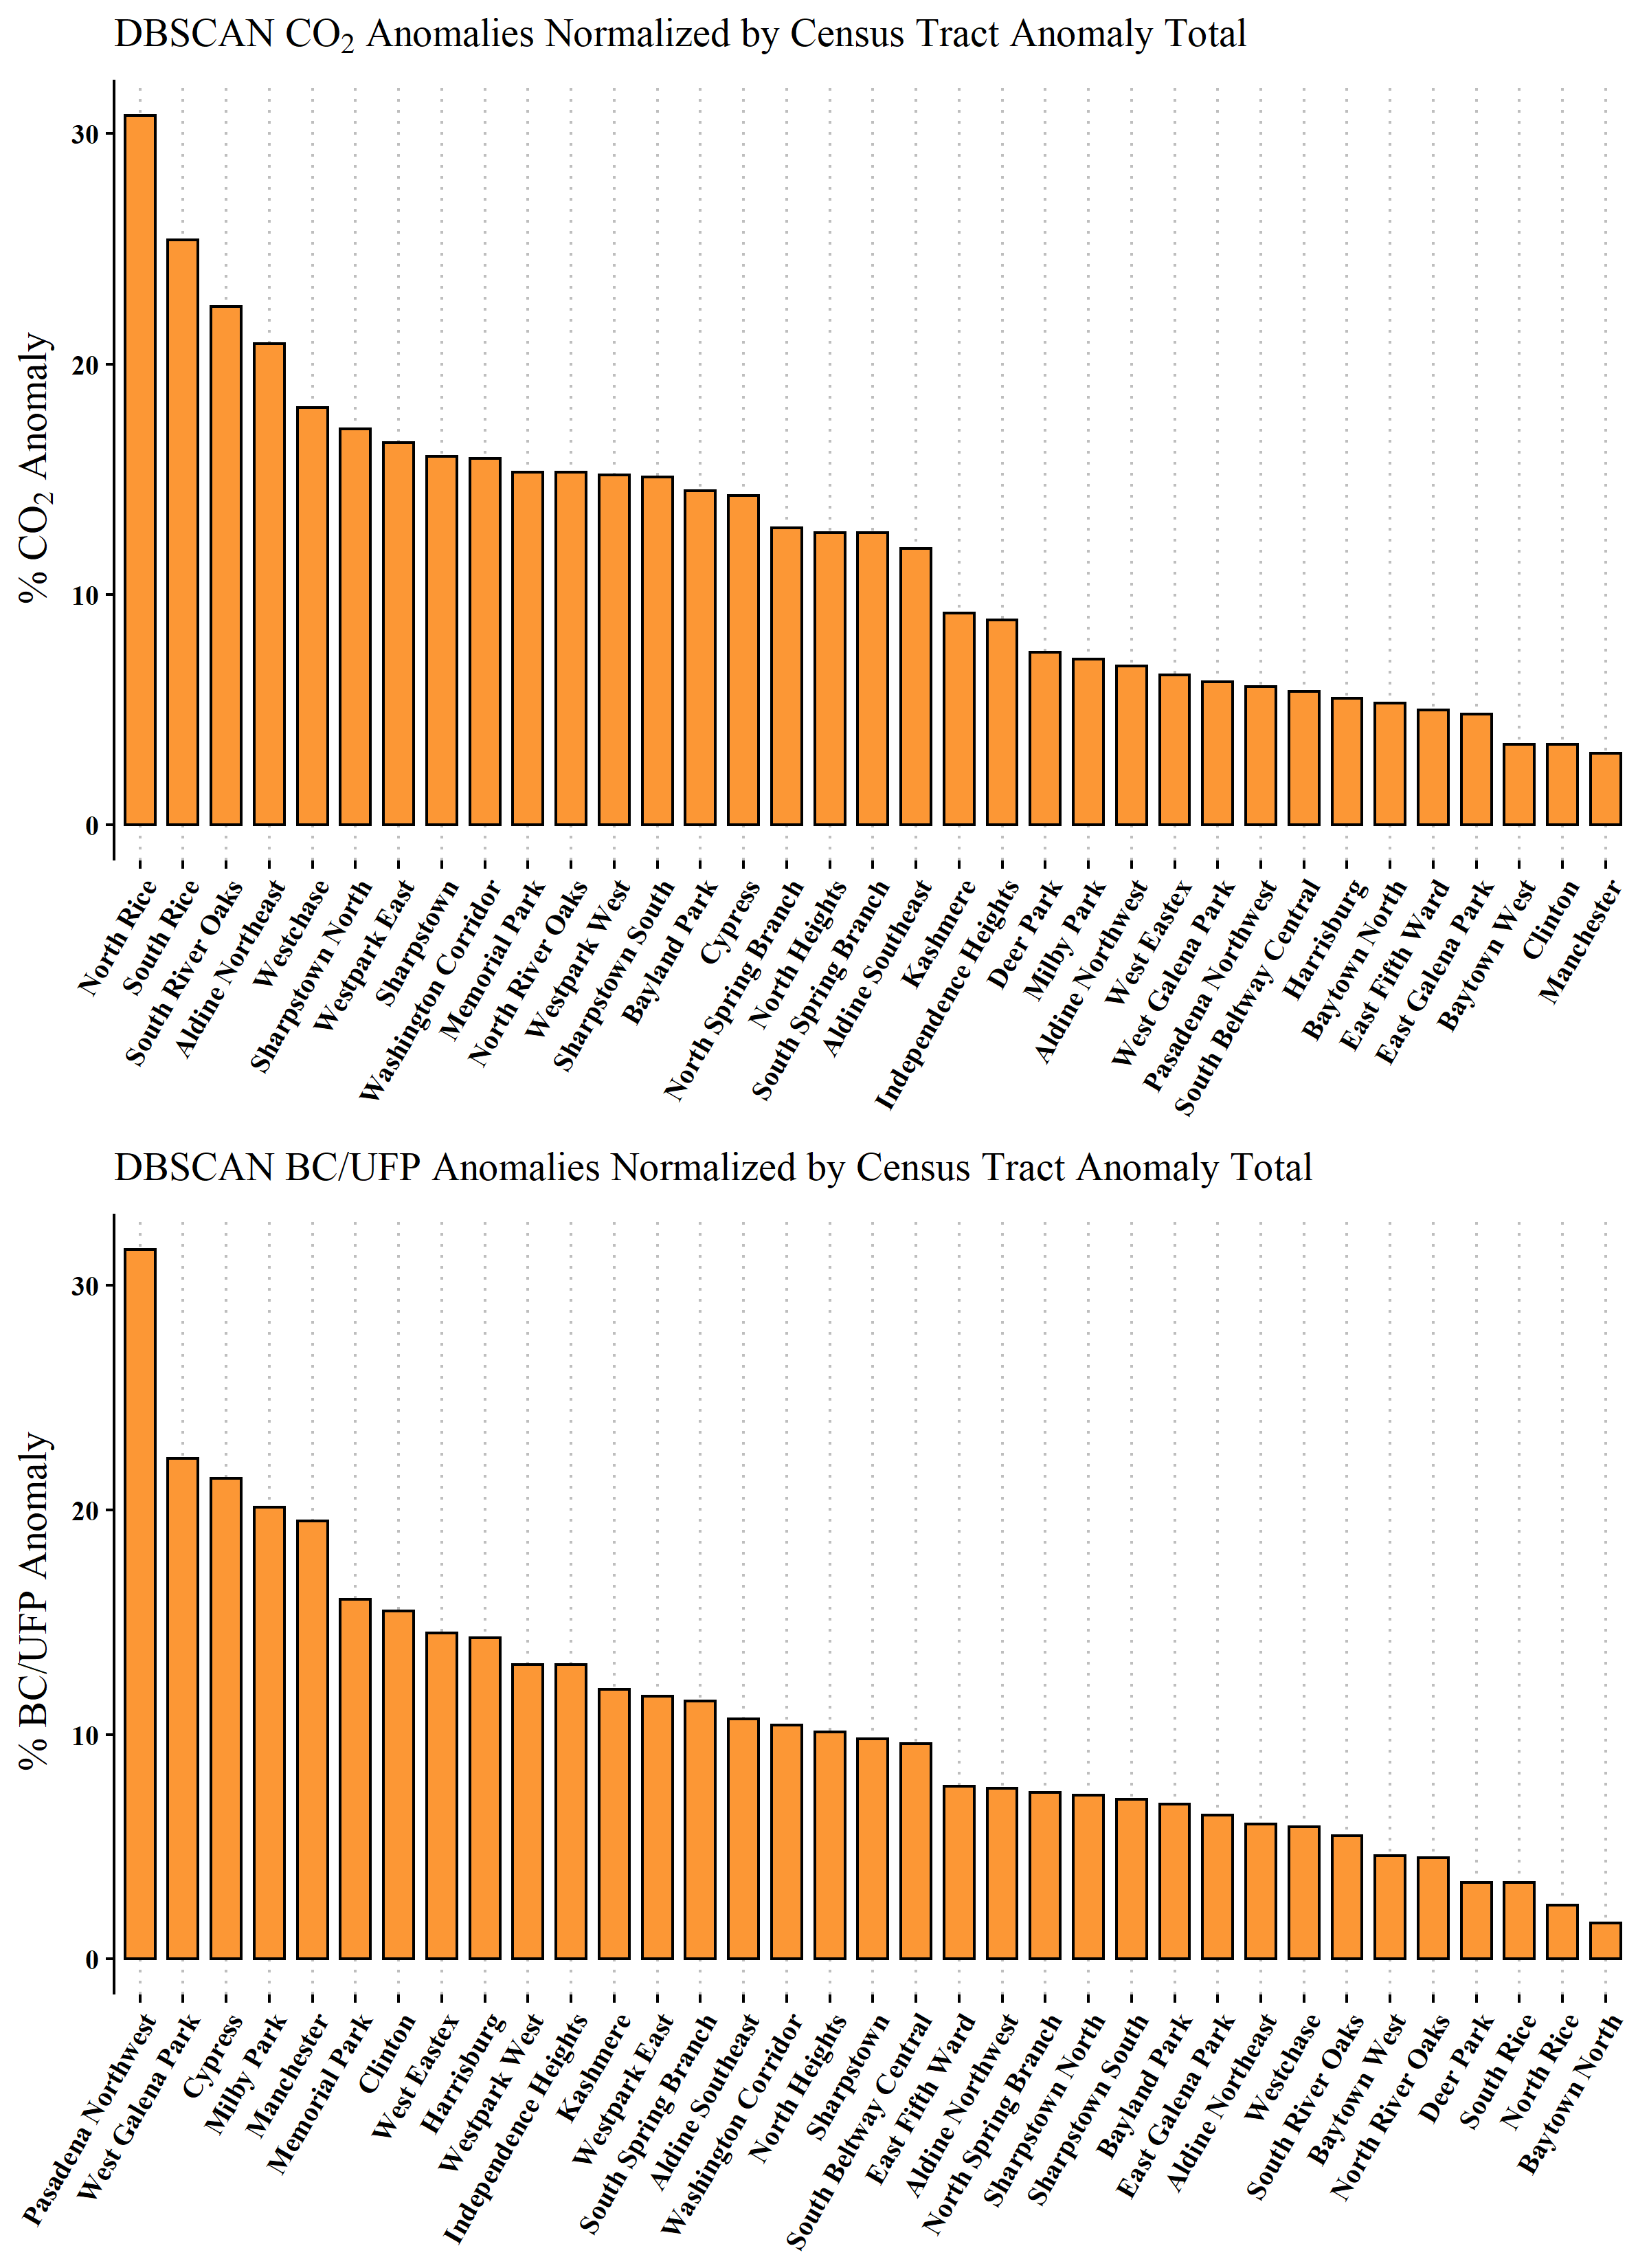 DBSCAN CO₂ Anomalies Normalized by Census Tract Anomaly Total
% CO₂ Anomaly
30
20
10
0
North Rice
South Rice
South River Oaks
Aldine Northeast
Westchase
Sharpstown North
Westpark East
Sharpstown
Washington Corridor
Memorial Park
North River Oaks
Westpark West
Sharpstown South
Bayland Park
Cypress
North Spring Branch
North Heights
South Spring Branch
Aldine Southeast
Kashmere
Independence Heights
Deer Park
Milby Park
Aldine Northwest
West Eastex
West Galena Park
Pasadena Northwest
South Beltway Central
Harrisburg
Baytown North
East Fifth Ward
East Galena Park
Baytown West
Clinton
Manchester
DBSCAN BC/UFP Anomalies Normalized by Census Tract Anomaly Total
% BC/UFP Anomaly
30
20
10
0
Pasadena Northwest
West Galena Park
Cypress
Milby Park
Manchester
Memorial Park
Clinton
West Eastex
Harrisburg
Westpark West
Independence Heights
Kashmere
Westpark East
South Spring Branch
Aldine Southeast
Washington Corridor
North Heights
Sharpstown
South Beltway Central
East Fifth Ward
Aldine Northwest
North Spring Branch
Sharpstown North
Sharpstown South
Bayland Park
East Galena Park
Aldine Northeast
Westchase
South River Oaks
Baytown West
North River Oaks
Deer Park
South Rice
North Rice
Baytown North